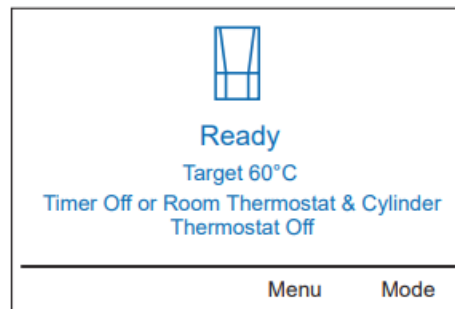 Ready
Target 60°C
Timer Off or Room Thermostat & Cylinder
Thermostat Off
Menu Mode